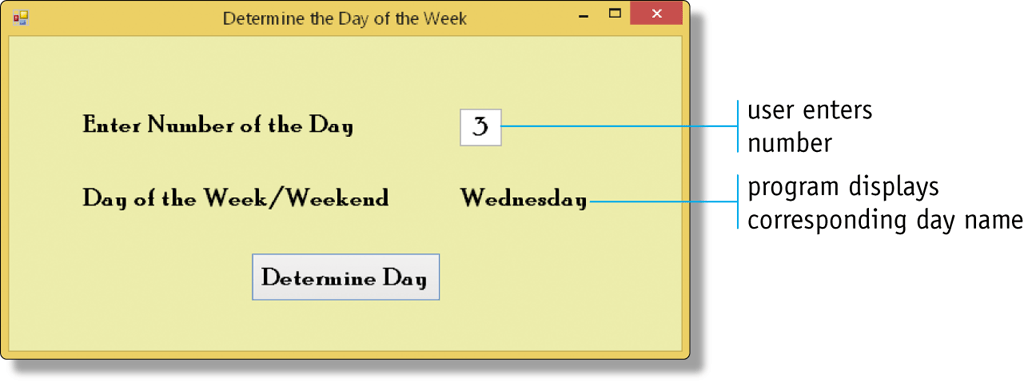 Determine the Day of the Week
Enter Number of the Day
3
user enters
number
Day of the Week/Weekend
Wednesday
program displays
corresponding day name
Determine Day